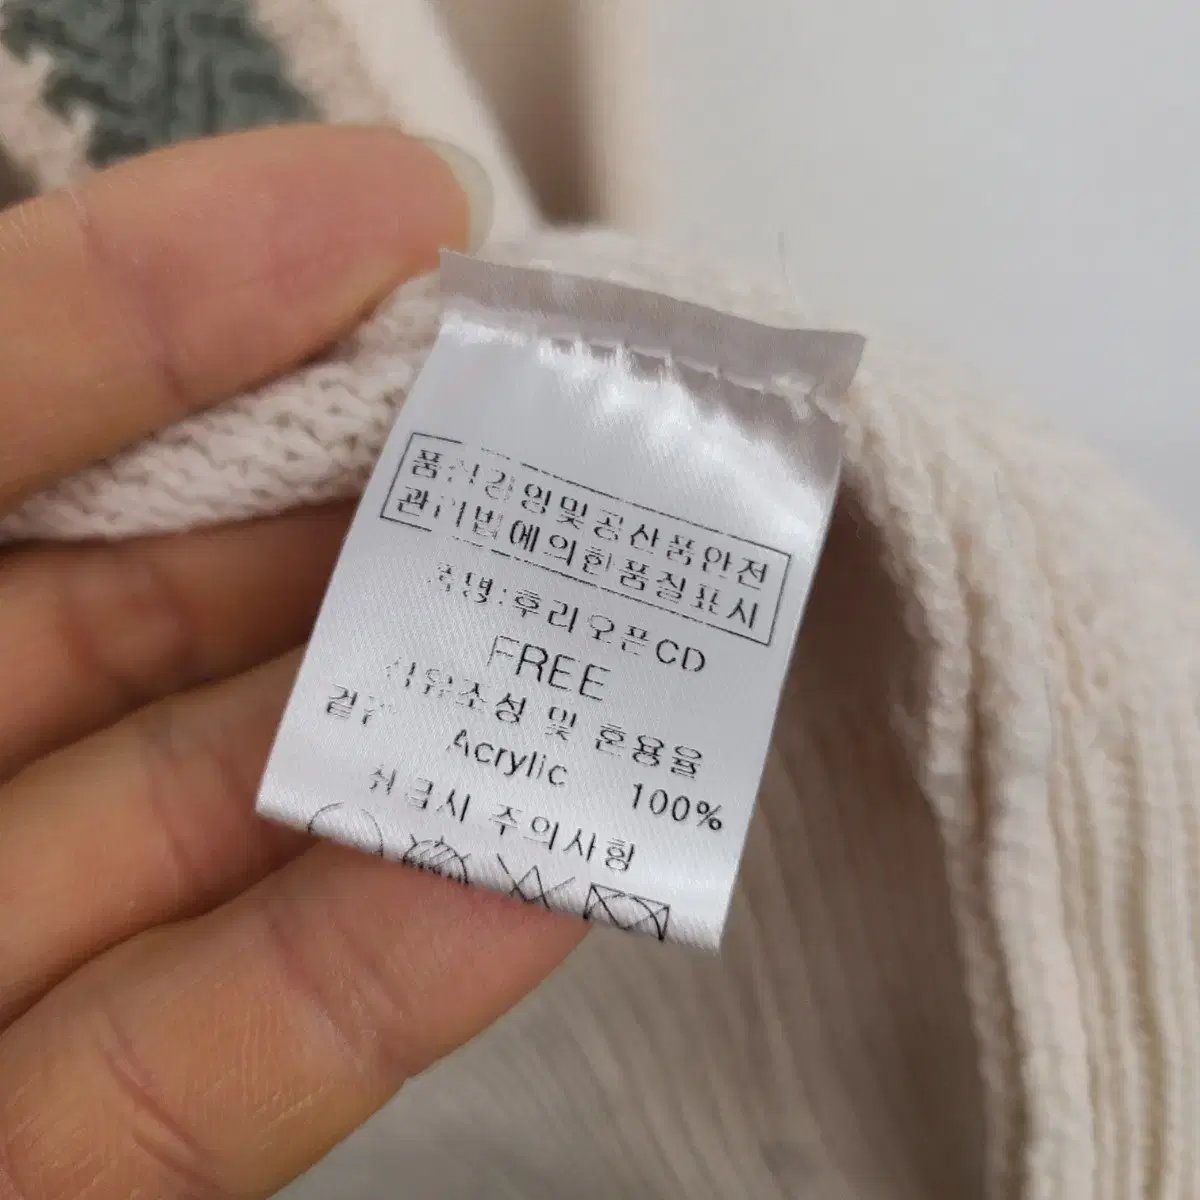 품질경영및공산품안전
관리법에의한품질표시
품명:후리오픈CD
FREE
섬유조성 및 혼용율
겉감
Acrylic 100%
취급시 주의사항